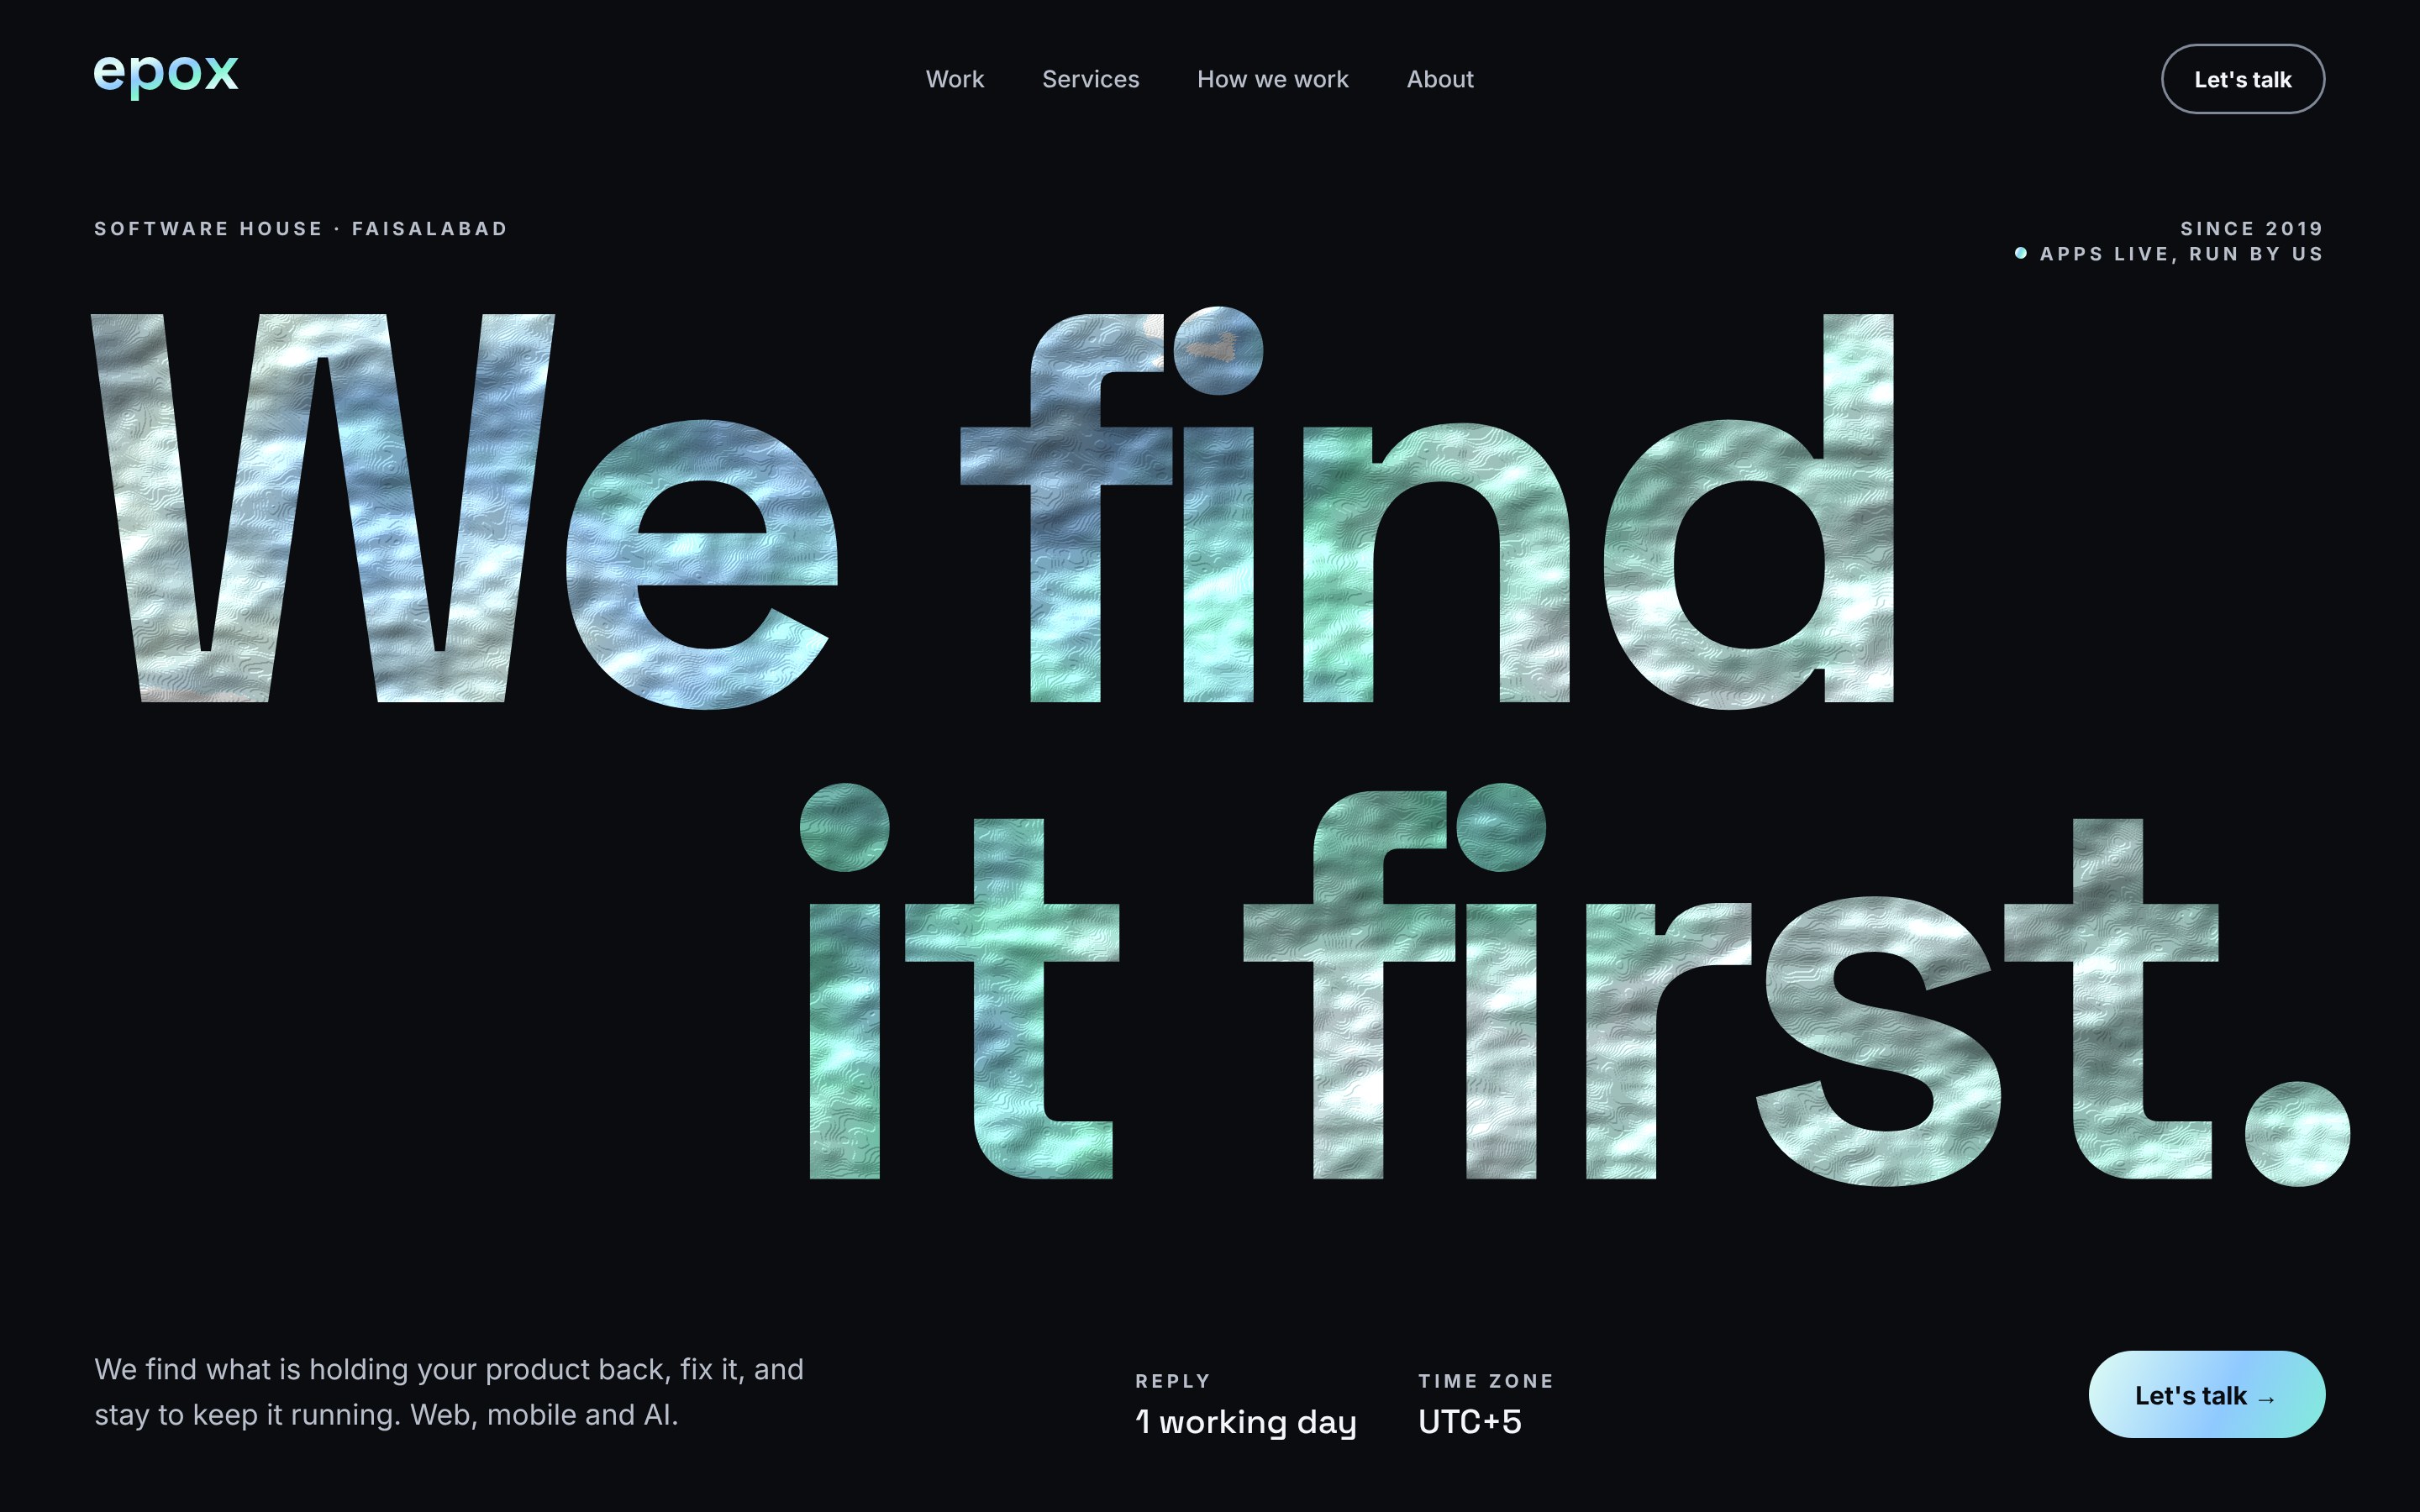 epox
Work
Services
How we work
About
Let's talk
SOFTWARE HOUSE · FAISALABAD
SINCE 2019
APPS LIVE, RUN BY US
We find
it first.
We find what is holding your product back, fix it, and
stay to keep it running. Web, mobile and AI.
REPLY
1 working day
TIME ZONE
UTC+5
Let's talk →